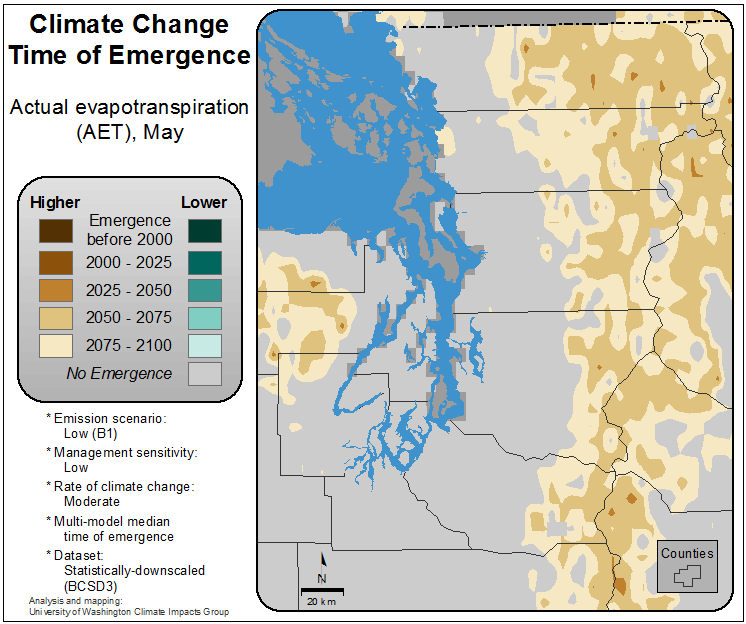 Climate Change
Time of Emergence
Actual evapotranspiration
(AET), May
Higher
Lower
Emergence
before 2000
2000 - 2025
2025 - 2050
2050 - 2075
2075 - 2100
No Emergence
* Emission scenario:
Low (B1)
* Management sensitivity:
Low
* Rate of climate change:
Moderate
* Multi-model median
time of emergence
* Dataset:
Statistically-downscaled
(BCSD3)
Analysis and mapping:
University of Washington Climate Impacts Group
N
20 km
Counties